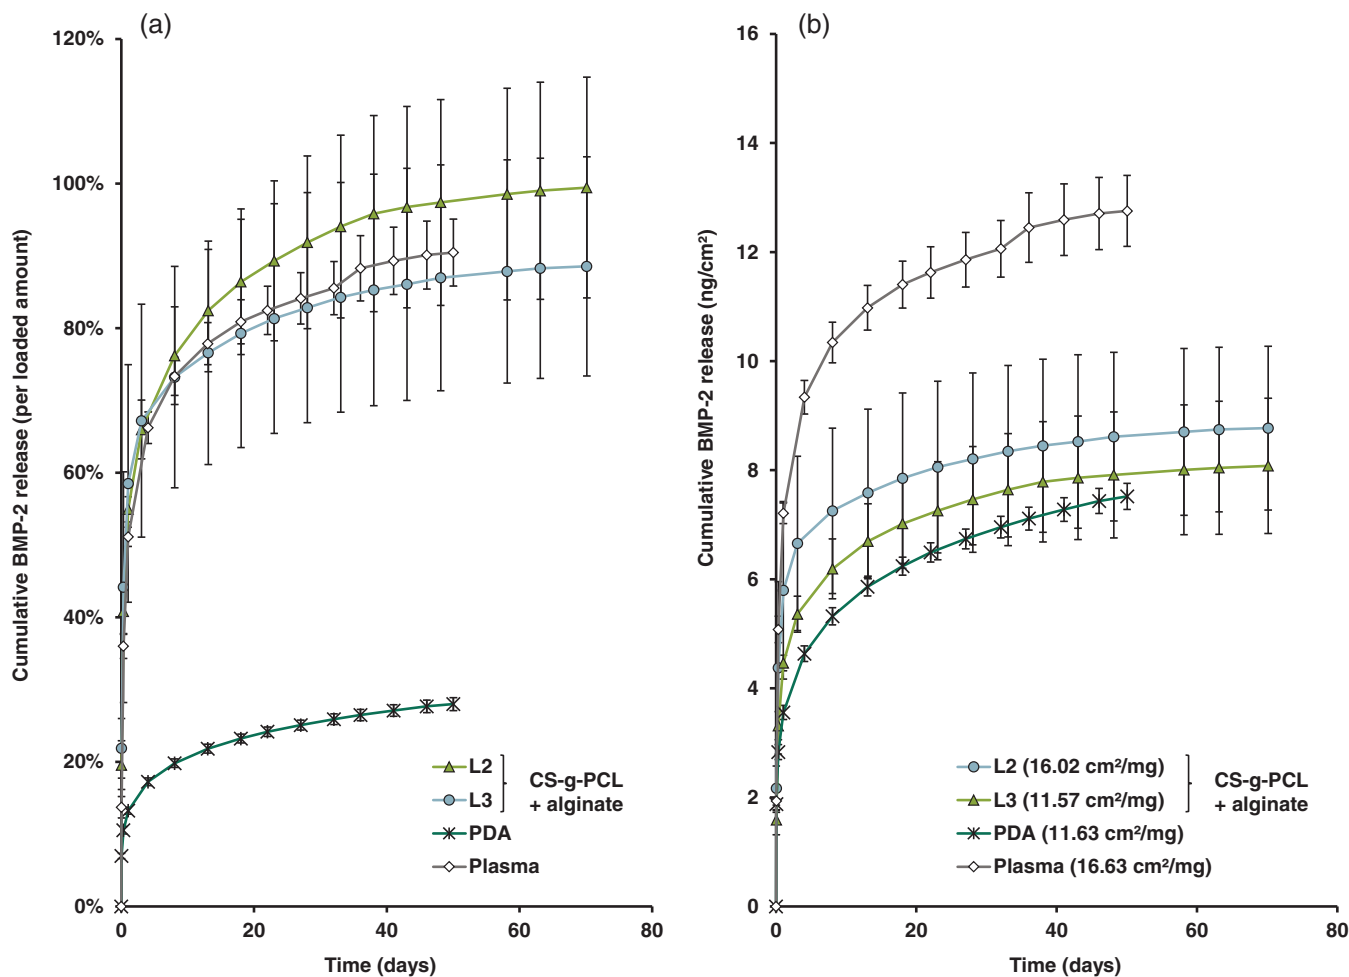 (a)
Cumulative BMP-2 release (per loaded amount)
120%
100%
80%
60%
40%
20%
0%
0
20
40
60
80
Time (days)
L2
L3
CS-g-PCL
+ alginate
PDA
Plasma
(b)
Cumulative BMP-2 release (ng/cm²)
16
14
12
10
8
6
4
2
0
0
20
40
60
80
Time (days)
L2 (16.02 cm²/mg)
L3 (11.57 cm²/mg)
CS-g-PCL
+ alginate
PDA (11.63 cm²/mg)
Plasma (16.63 cm²/mg)